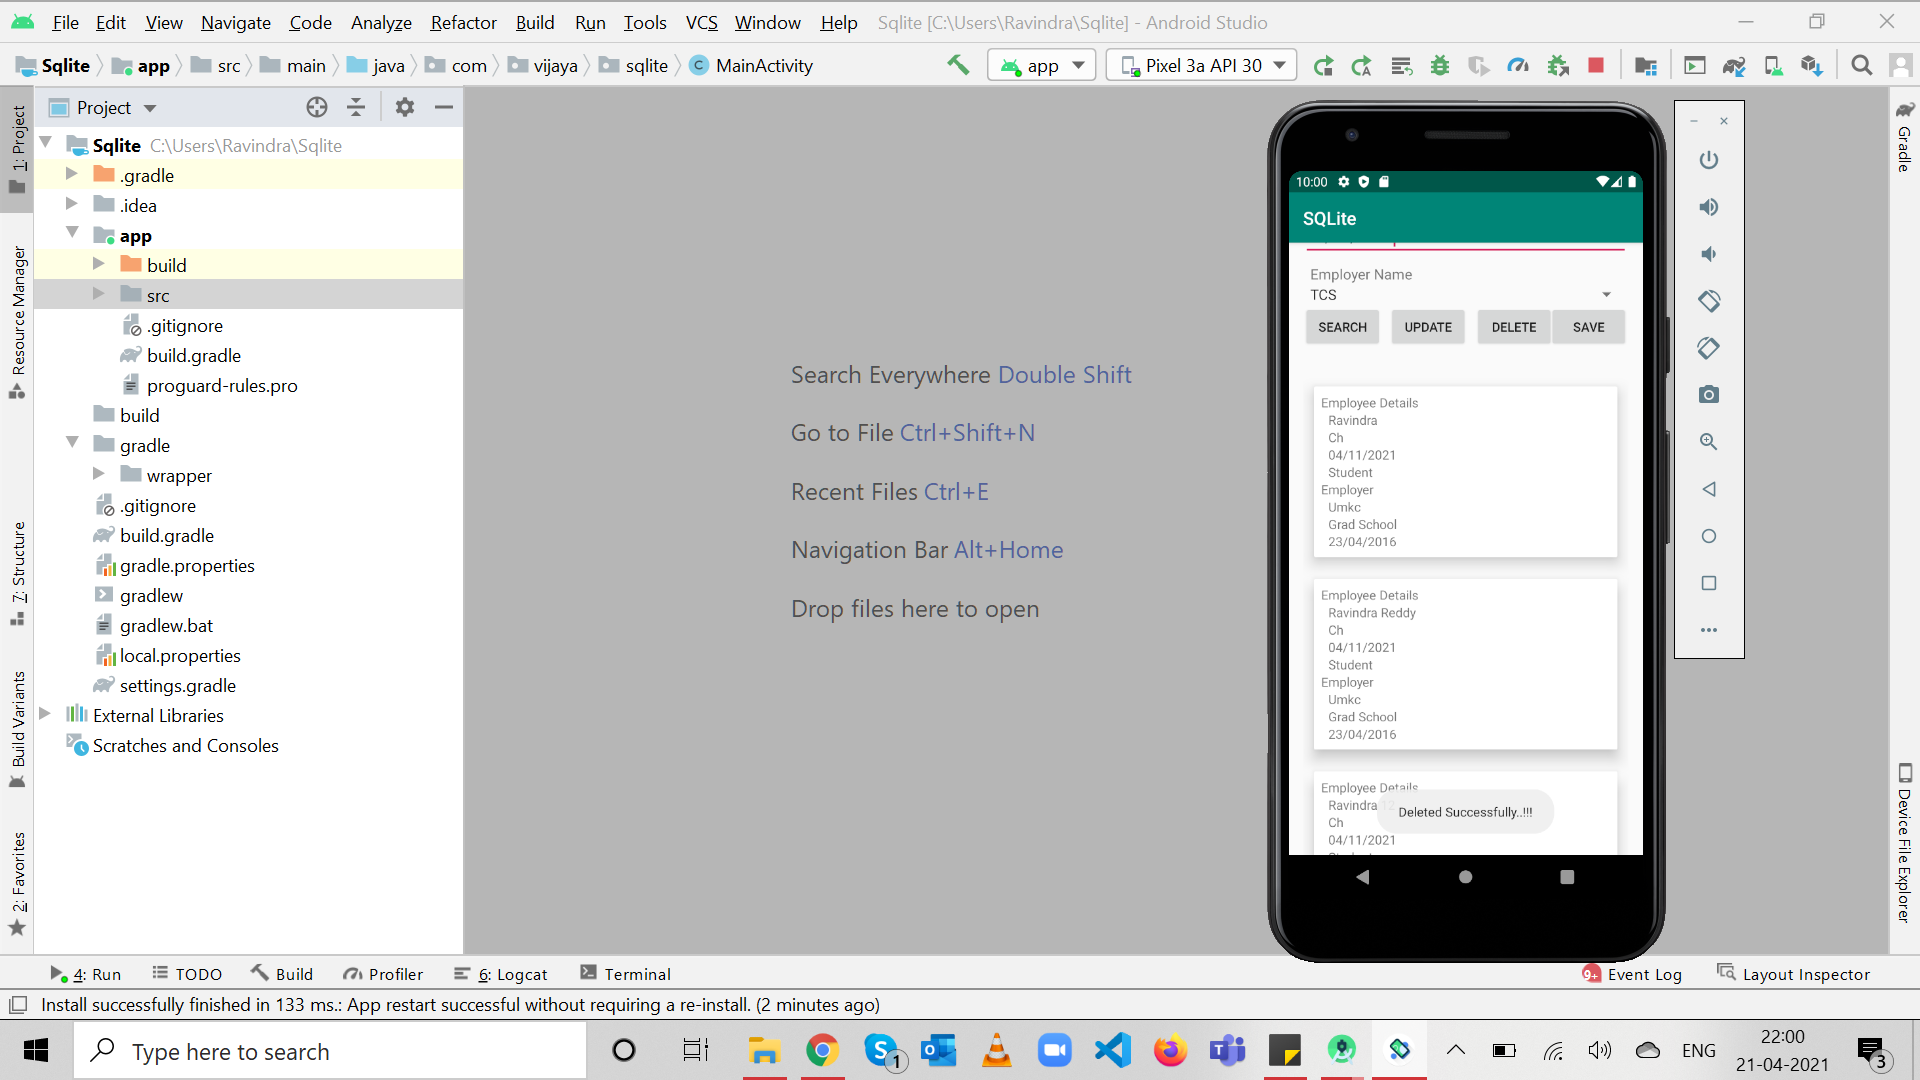 File Edit View Navigate Code Analyze Refactor Build Run Tools VCS Window Help Sqlite [C:\Users\Ravindra\Sqlite] - Android Studio
Sqlite app src main java com vijaya sqlite C MainActivity app Pixel 3a API 30
Project
Sqlite C:\Users\Ravindra\Sqlite
.gradle
.idea
app
build
src
.gitignore
build.gradle
proguard-rules.pro
build
gradle
wrapper
.gitignore
build.gradle
gradle.properties
gradlew
gradlew.bat
local.properties
settings.gradle
External Libraries
Scratches and Consoles
1: Project
Resource Manager
7: Structure
Build Variants
2: Favorites
Search Everywhere Double Shift
Go to File Ctrl+Shift+N
Recent Files Ctrl+E
Navigation Bar Alt+Home
Drop files here to open
10:00
SQLite
Employer Name
TCS
SEARCH UPDATE DELETE SAVE
Employee Details
Ravindra
Ch
04/11/2021
Student
Employer
Umkc
Grad School
23/04/2016
Employee Details
Ravindra Reddy
Ch
04/11/2021
Student
Employer
Umkc
Grad School
23/04/2016
Employee Details
Ravindra 12
Ch
04/11/2021
Deleted Successfully..!!!
Gradle
Device File Explorer
4: Run TODO Build Profiler 6: Logcat Terminal 9+ Event Log Layout Inspector
Install successfully finished in 133 ms.: App restart successful without requiring a re-install. (2 minutes ago)
Type here to search
1
ENG
22:00
21-04-2021
3